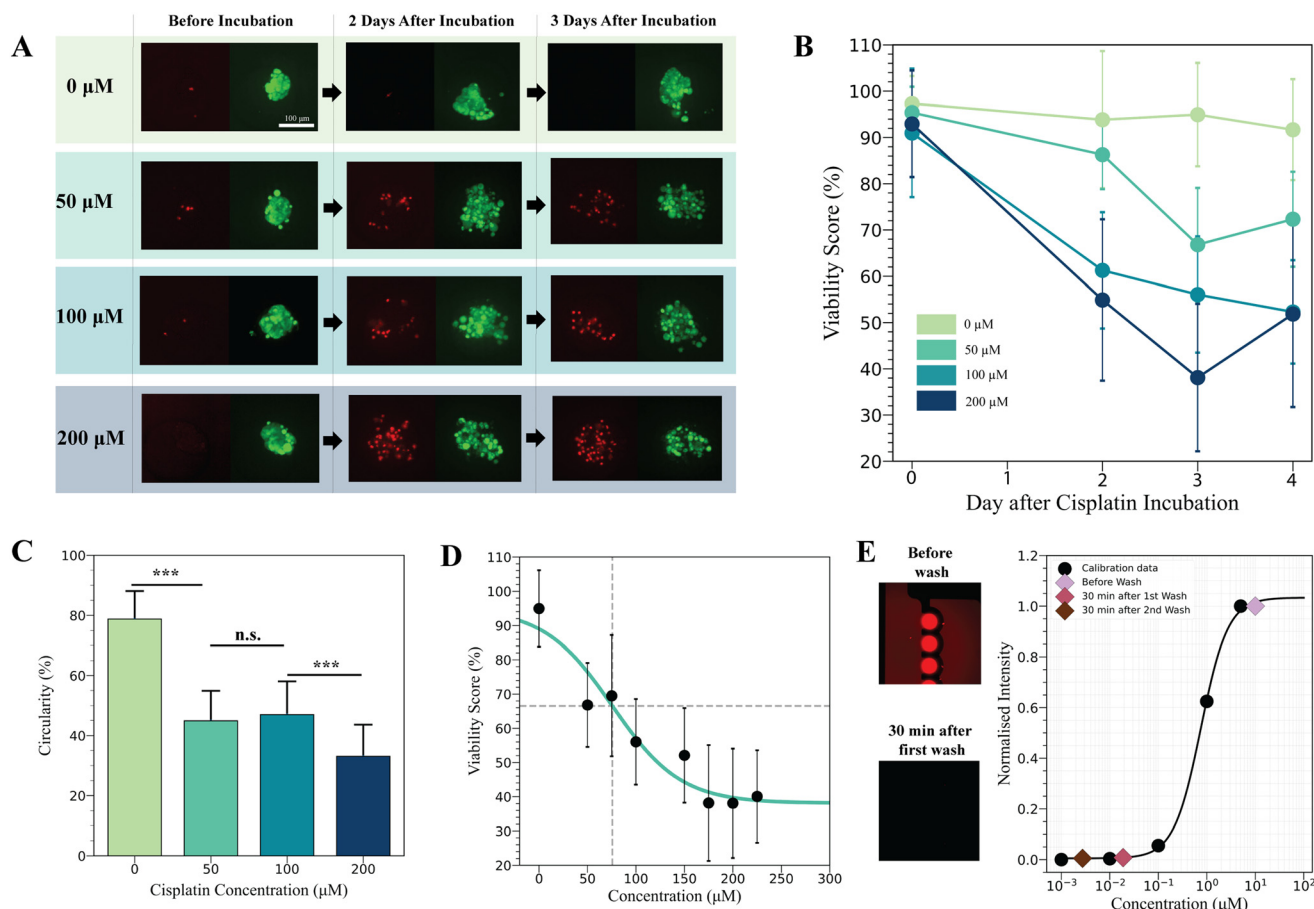 A
Before Incubation
2 Days After Incubation
3 Days After Incubation
0 µM
100 µm
50 µM
100 µM
200 µM
B
Viability Score (%)
110
100
90
80
70
60
50
40
30
20
0 µM
50 µM
100 µM
200 µM
0 1 2 3 4
Day after Cisplatin Incubation
C
Circularity (%)
100
80
60
40
20
0
***
n.s.
***
0 50 100 200
Cisplatin Concentration (µM)
D
Viability Score (%)
110
100
90
80
70
60
50
40
30
20
0 50 100 150 200 250 300
Concentration (µM)
E
Before
wash
30 min after
first wash
Normalised Intensity
1.2
1.0
0.8
0.6
0.4
0.2
0.0
Calibration data
Before Wash
30 min after 1st Wash
30 min after 2nd Wash
10⁻³ 10⁻² 10⁻¹ 10⁰ 10¹ 10²
Concentration (µM)